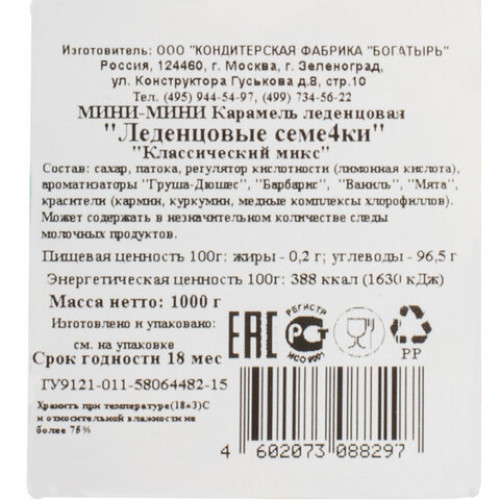 Изготовитель: ООО "КОНДИТЕРСКАЯ ФАБРИКА "БОГАТЫРЬ"
Россия, 124460, г. Москва, г. Зеленоград,
ул. Конструктора Гуськова д.8, стр.10
Тел. (495) 944-54-97, (499) 734-56-22
МИНИ-МИНИ Карамель леденцовая
"Леденцовые семе4ки"
"Классический микс"
Состав: сахар, патока, регулятор кислотности (лимонная кислота),
ароматизаторы "Груша-Дюшес", "Барбарис", "Ваниль", "Мята",
красители (кармин, куркумин, медные комплексы хлорофиллов).
Может содержать в незначительном количестве следы
молочных продуктов.
Пищевая ценность 100г: жиры - 0,2 г; углеводы - 96,5 г
Энергетическая ценность 100г: 388 ккал (1630 кДж)
Масса нетто: 1000 г
Изготовлено и упаковано:
см. на упаковке
Срок годности 18 мес
ТУ9121-011-58064482-15
Хранить при температуре(18±3)С
и относительной влажности не
более 75%
ЕАС
РЕГИСТР
РСТ
ИСО 9001
PP
4 602073 088297